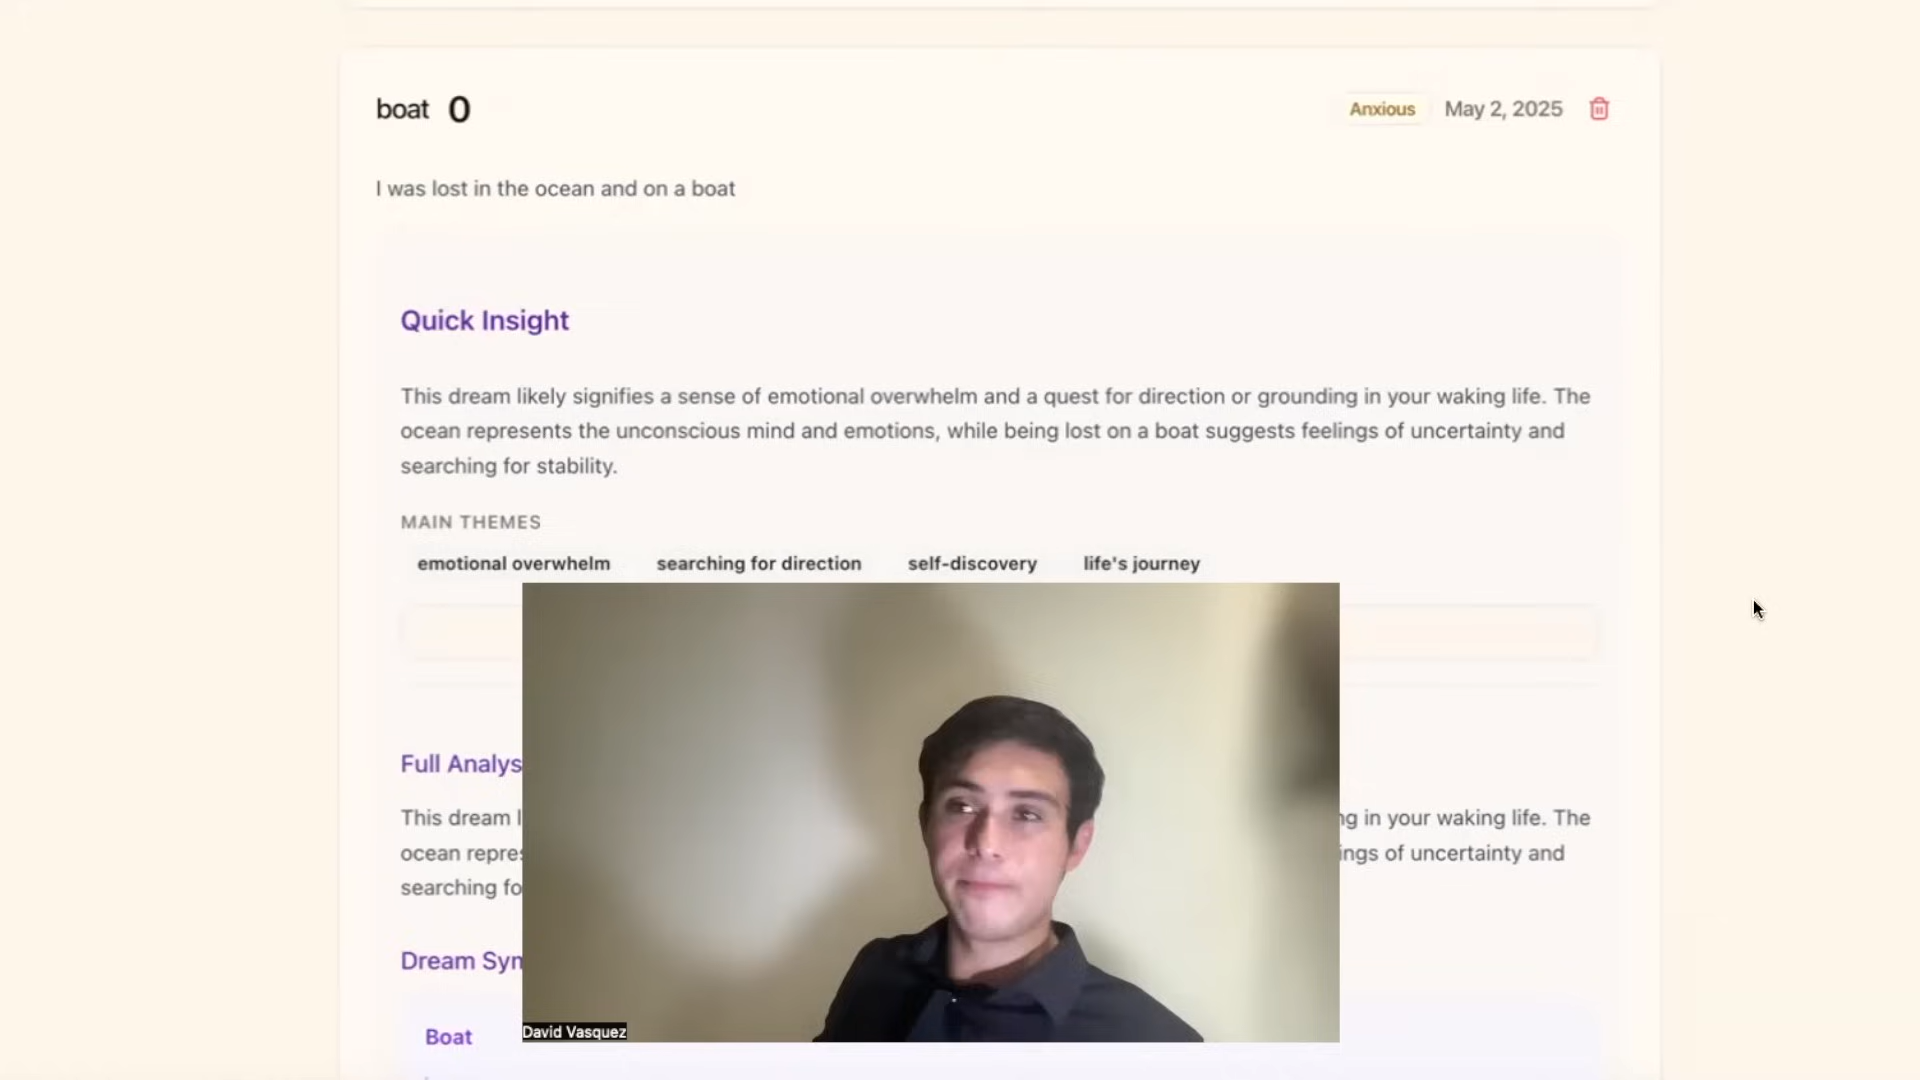 boat 0
Anxious May 2, 2025
I was lost in the ocean and on a boat
Quick Insight
This dream likely signifies a sense of emotional overwhelm and a quest for direction or grounding in your waking life. The
ocean represents the unconscious mind and emotions, while being lost on a boat suggests feelings of uncertainty and
searching for stability.
MAIN THEMES
emotional overwhelm searching for direction self-discovery life's journey
Full Analys
This dream l ng in your waking life. The
ocean repres ings of uncertainty and
searching fo
Dream Sym
Boat
David Vasquez